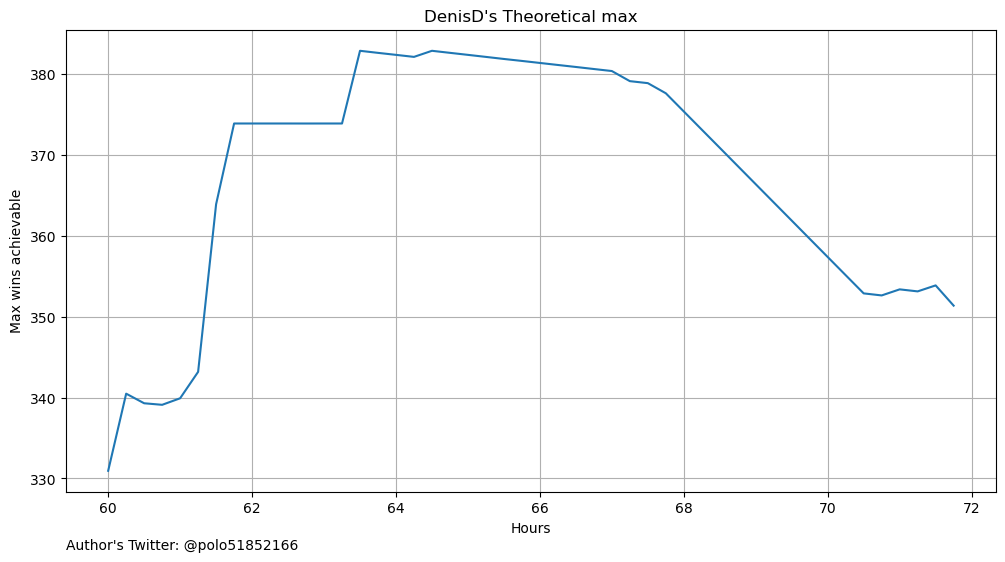 DenisD's Theoretical max
Max wins achievable
380
370
360
350
340
330
60 62 64 66 68 70 72
Hours
Author's Twitter: @polo51852166